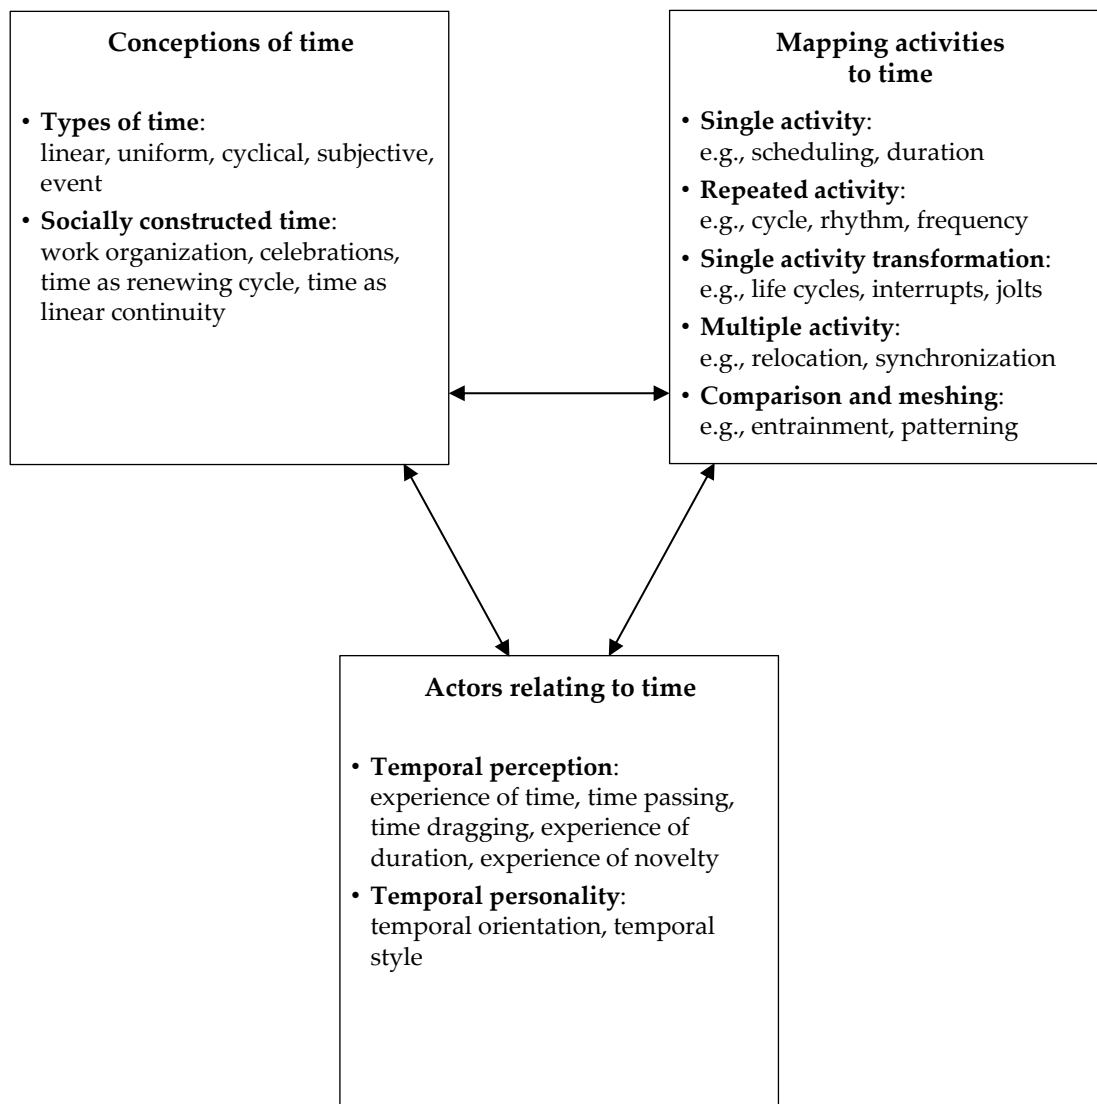 Conceptions of time
• Types of time:
linear, uniform, cyclical, subjective,
event
• Socially constructed time:
work organization, celebrations,
time as renewing cycle, time as
linear continuity
Mapping activities
to time
• Single activity:
e.g., scheduling, duration
• Repeated activity:
e.g., cycle, rhythm, frequency
• Single activity transformation:
e.g., life cycles, interrupts, jolts
• Multiple activity:
e.g., relocation, synchronization
• Comparison and meshing:
e.g., entrainment, patterning
Actors relating to time
• Temporal perception:
experience of time, time passing,
time dragging, experience of
duration, experience of novelty
• Temporal personality:
temporal orientation, temporal
style